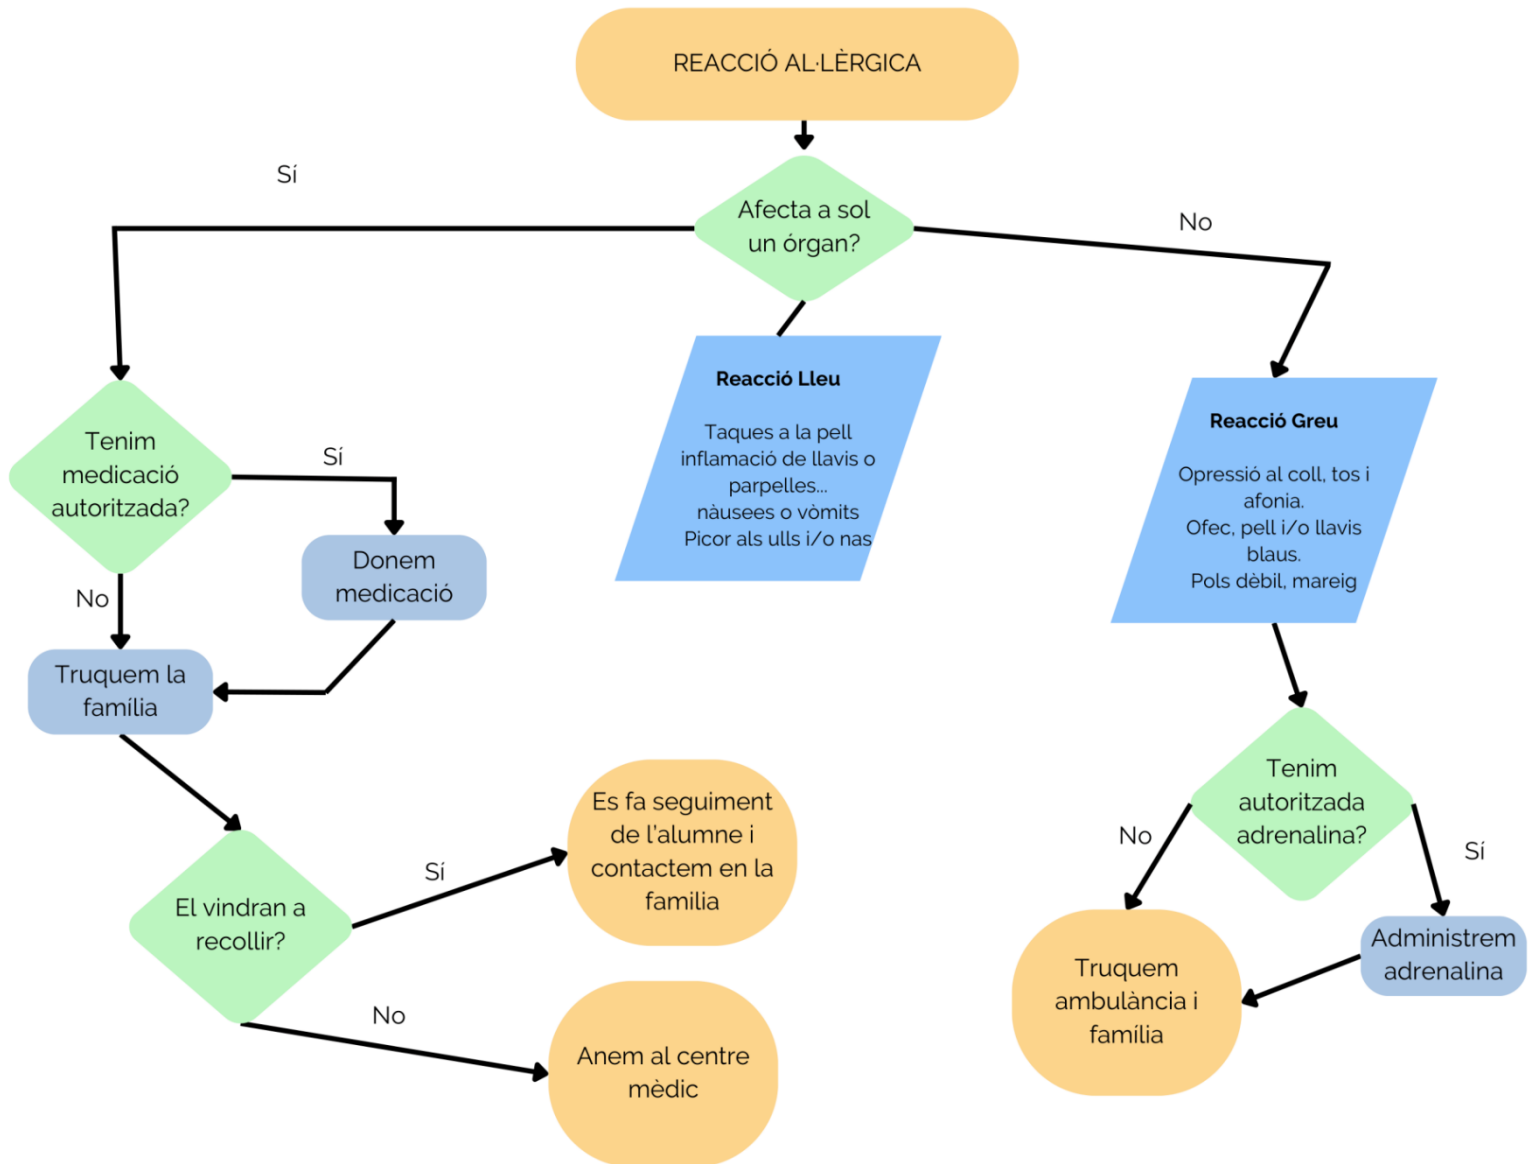 REACCIÓ AL·LÈRGICA
Sí
Afecta a sol
un órgan?
No
Reacció Lleu
Taques a la pell
inflamació de llavis o
parpelles...
nàusees o vòmits
Picor als ulls i/o nas
Reacció Greu
Opressió al coll, tos i
afonia.
Ofec, pell i/o llavis
blaus.
Pols dèbil, mareig
Tenim
medicació
autoritzada?
Sí
Donem
medicació
No
Truquem la
família
El vindran a
recollir?
Sí
Es fa seguiment
de l'alumne i
contactem en la
familia
No
Anem al centre
mèdic
Tenim
autoritzada
adrenalina?
No
Sí
Administrem
adrenalina
Truquem
ambulància i
família